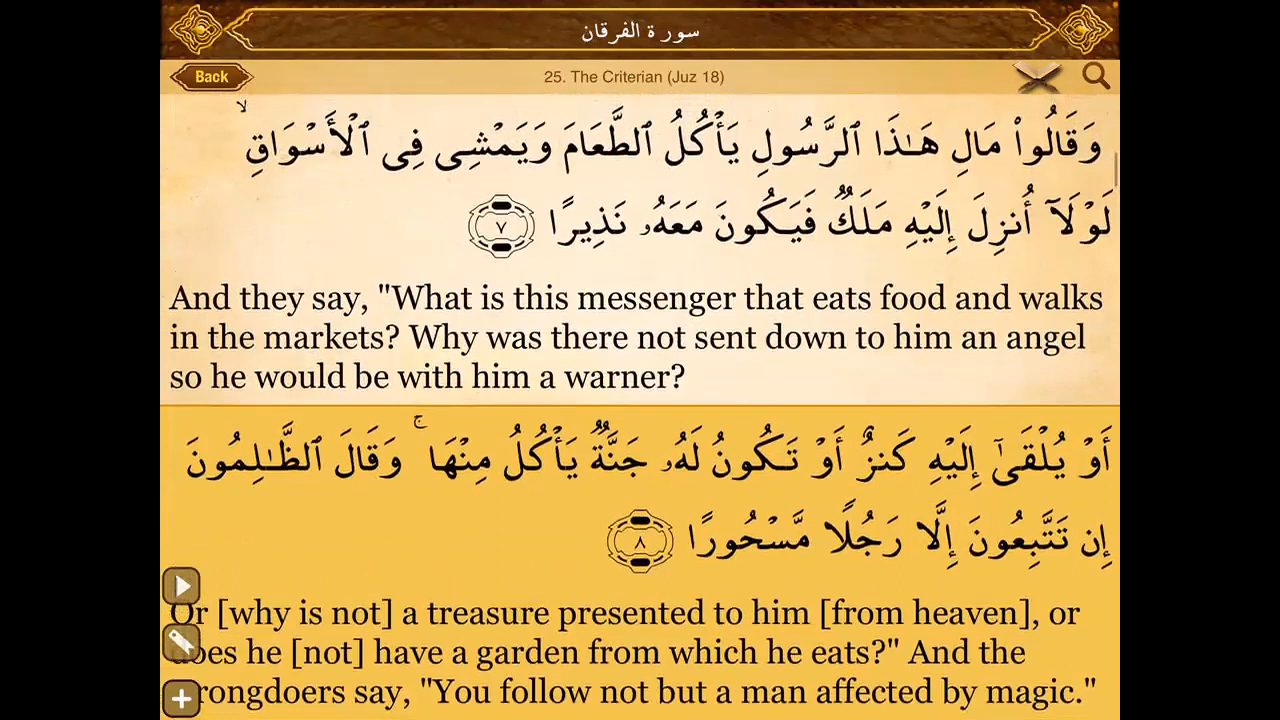 سورة الفرقان
Back
25. The Criterian (Juz 18)
وَقَالُوا۟ مَالِ هَـٰذَا ٱلرَّسُولِ يَأْكُلُ ٱلطَّعَامَ وَيَمْشِى فِى ٱلْأَسْوَاقِ ۙ
لَوْلَآ أُنزِلَ إِلَيْهِ مَلَكٌ فَيَكُونَ مَعَهُۥ نَذِيرًا ٧
And they say, "What is this messenger that eats food and walks
in the markets? Why was there not sent down to him an angel
so he would be with him a warner?
أَوْ يُلْقَىٰٓ إِلَيْهِ كَنزٌ أَوْ تَكُونُ لَهُۥ جَنَّةٌ يَأْكُلُ مِنْهَا ۚ وَقَالَ ٱلظَّـٰلِمُونَ
إِن تَتَّبِعُونَ إِلَّا رَجُلًا مَّسْحُورًا ٨
Or [why is not] a treasure presented to him [from heaven], or
does he [not] have a garden from which he eats?" And the
wrongdoers say, "You follow not but a man affected by magic."